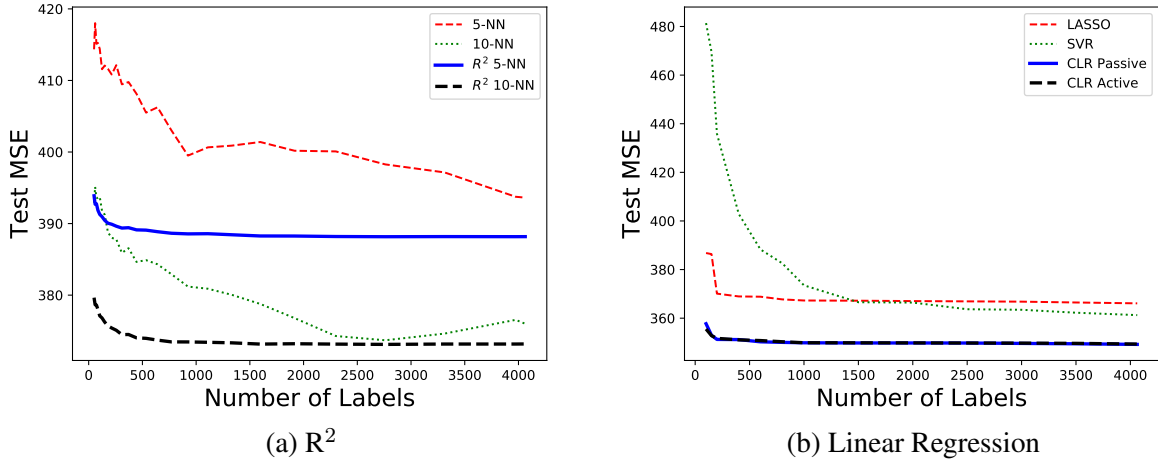 420
410
400
390
380
Test MSE
0
500
1000
1500
2000
2500
3000
3500
4000
Number of Labels
5-NN
10-NN
R² 5-NN
R² 10-NN
(a) R²
480
460
440
420
400
380
360
Test MSE
0
500
1000
1500
2000
2500
3000
3500
4000
Number of Labels
LASSO
SVR
CLR Passive
CLR Active
(b) Linear Regression